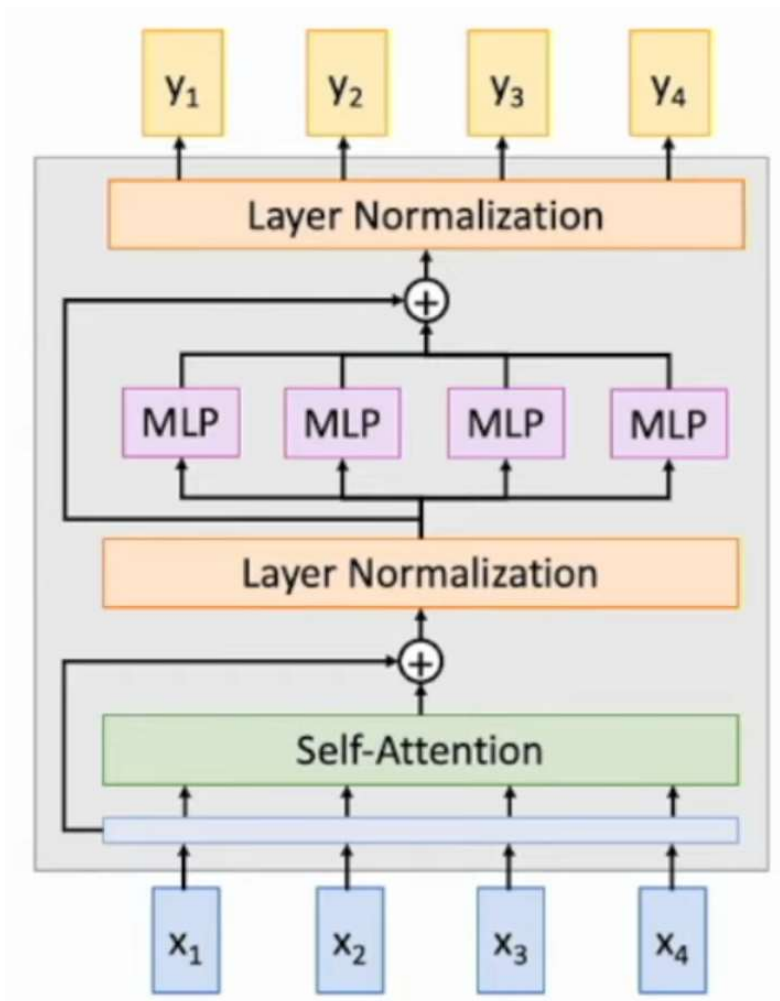 y₁ y₂ y₃ y₄
Layer Normalization
+
MLP MLP MLP MLP
Layer Normalization
+
Self-Attention
x₁ x₂ x₃ x₄